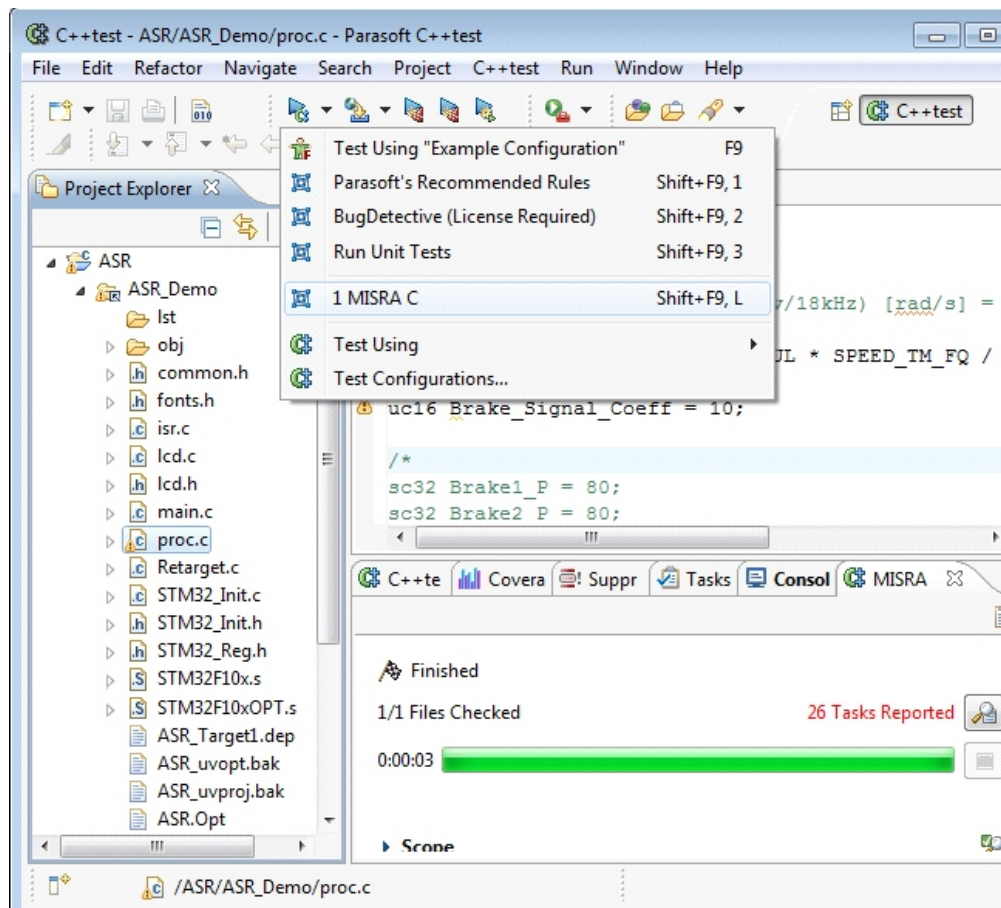 C++test - ASR/ASR_Demo/proc.c - Parasoft C++test
File Edit Refactor Navigate Search Project C++test Run Window Help
010
C++test
Test Using "Example Configuration" F9
Parasoft's Recommended Rules Shift+F9, 1
BugDetective (License Required) Shift+F9, 2
Run Unit Tests Shift+F9, 3
1 MISRA C Shift+F9, L
Test Using
Test Configurations...
Project Explorer
ASR
ASR_Demo
lst
obj
common.h
fonts.h
isr.c
lcd.c
lcd.h
main.c
proc.c
Retarget.c
STM32_Init.c
STM32_Init.h
STM32_Reg.h
STM32F10x.s
STM32F10xOPT.s
ASR_Target1.dep
ASR_uvopt.bak
ASR_uvproj.bak
ASR.Opt
/18kHz) [rad/s] =
* SPEED_TM_FQ /
uc16 Brake_Signal_Coeff = 10;
/*
sc32 Brake1_P = 80;
sc32 Brake2 P = 80;
C++te Covera Suppr Tasks Consol MISRA
Finished
1/1 Files Checked 26 Tasks Reported
0:00:03
Scope
/ASR/ASR_Demo/proc.c